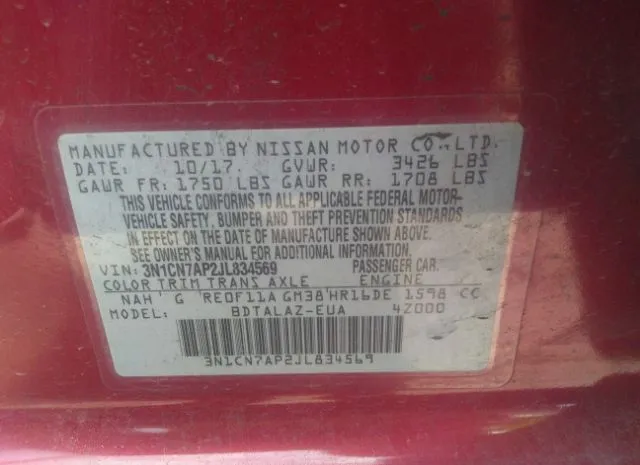 MANUFACTURED BY NISSAN MOTOR CO., LTD.
DATE: 10/17. GVWR: 3426 LBS
GAWR FR: 1750 LBS GAWR RR: 1708 LBS
THIS VEHICLE CONFORMS TO ALL APPLICABLE FEDERAL MOTOR-
VEHICLE SAFETY, BUMPER AND THEFT PREVENTION STANDARDS
IN EFFECT ON THE DATE OF MANUFACTURE SHOWN ABOVE.
SEE OWNER'S MANUAL FOR ADDITIONAL INFORMATION
VIN: 3N1CN7AP2JL834569 PASSENGER CAR.
COLOR TRIM TRANS AXLE ENGINE
NAH ' G ' RE0F11A GM38'HR16DE 1598 CC
MODEL: BDTALAZ-EUA 4Z000
3N1CN7AP2JL834569